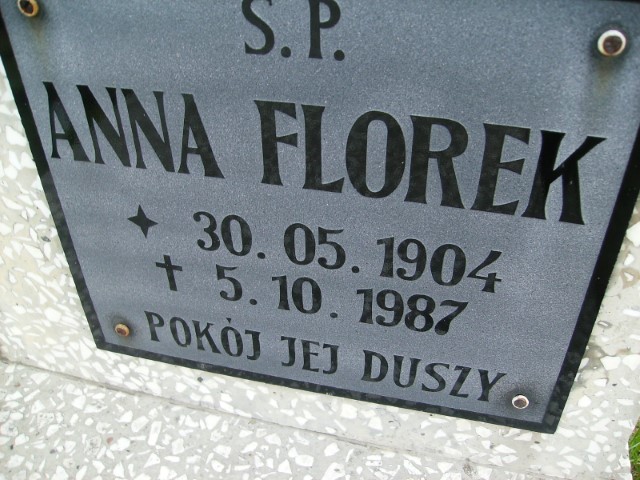 S.P.
ANNA FLOREK
30.05.1904
† 5.10.1987
POKÓJ JEJ DUSZY